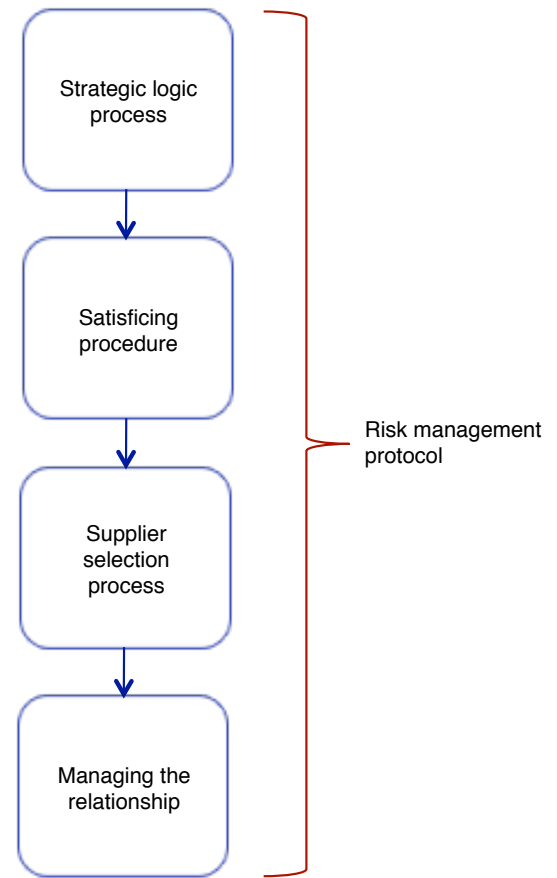 Strategic logic
process
Satisficing
procedure
Risk management
protocol
Supplier
selection
process
Managing the
relationship